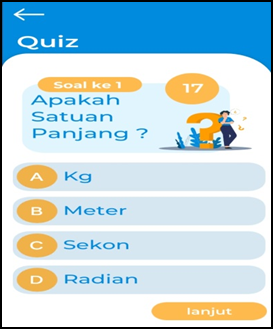 Quiz
Soal ke 1
17
Apakah
Satuan
Panjang ?
A Kg
B Meter
C Sekon
D Radian
lanjut